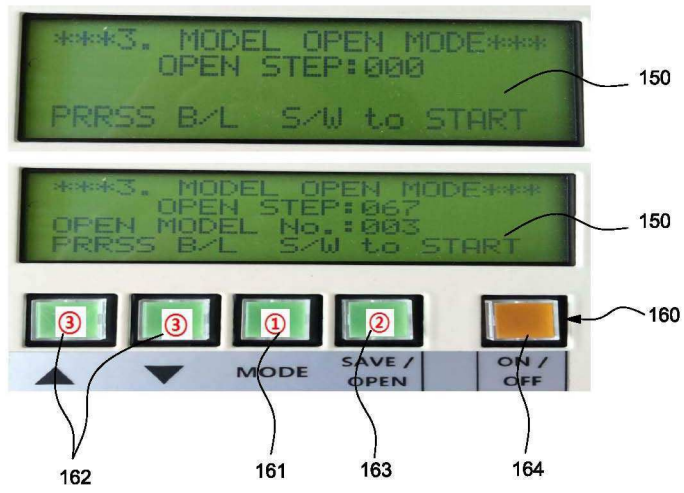 ***3. MODEL OPEN MODE***
OPEN STEP:000
PRRSS B/L S/W to START
150
***3. MODEL OPEN MODE***
OPEN STEP:067
OPEN MODEL No.:003
PRRSS B/L S/W to START
150
③ ③ ① ② 160
▲ ▼ MODE SAVE / OPEN ON / OFF
162 161 163 164